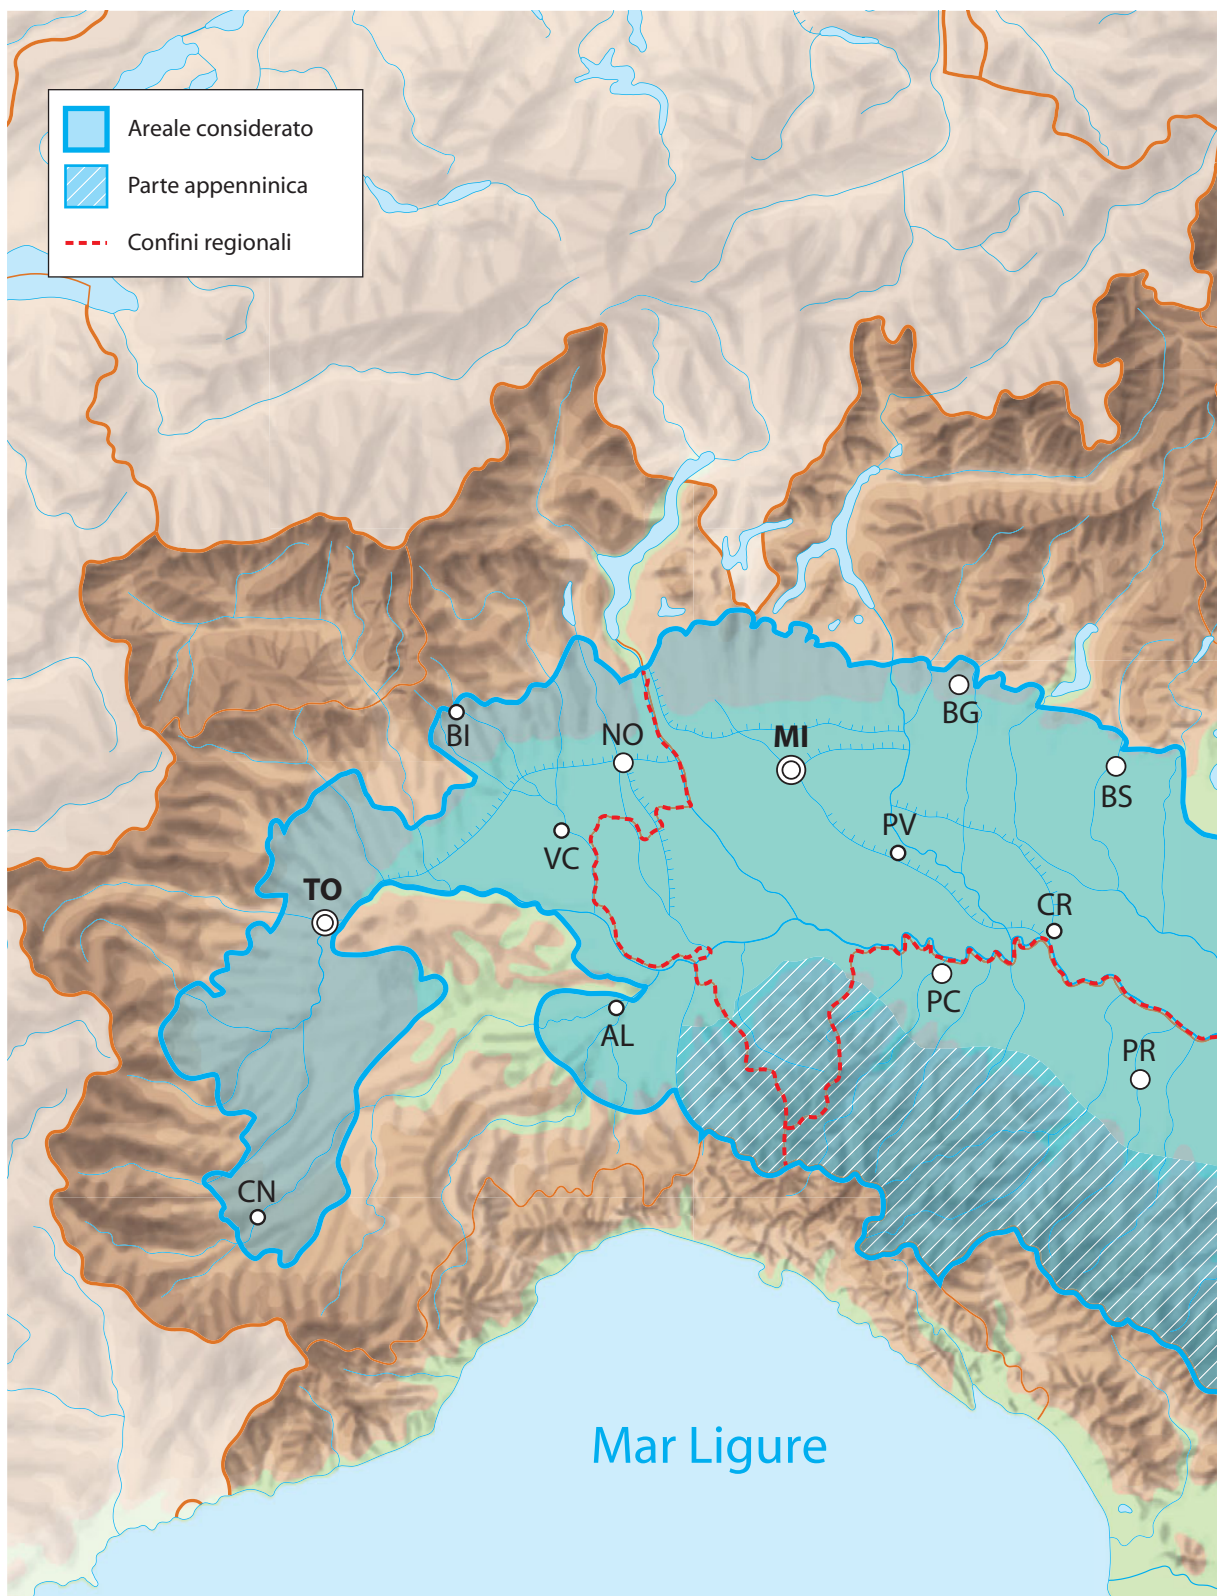 Areale considerato
Parte appenninica
Confini regionali
BI
NO
MI
BG
BS
VC
PV
TO
CR
PC
AL
PR
CN
Mar Ligure